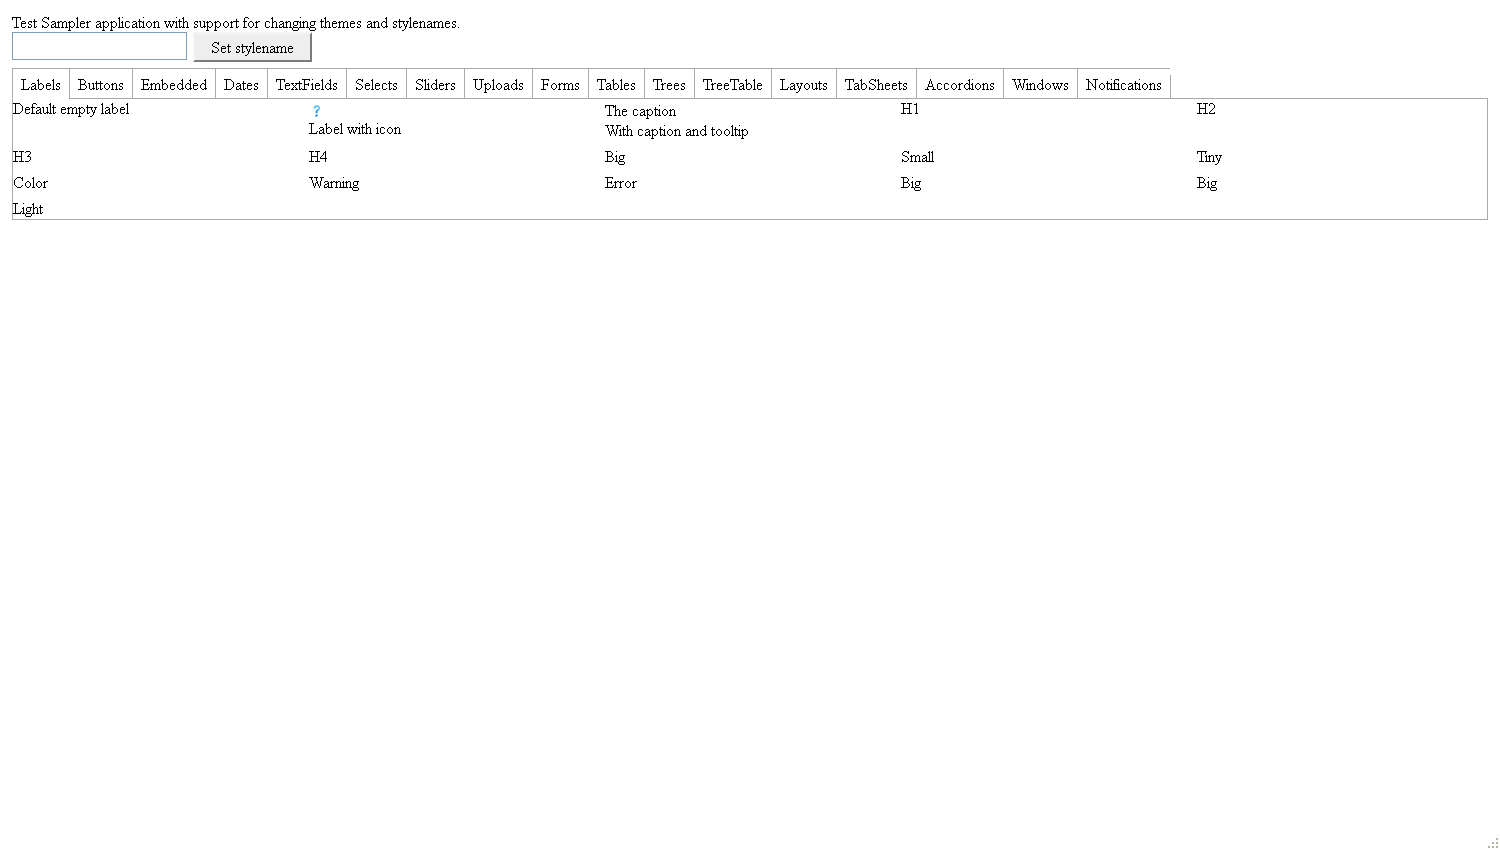 Test Sampler application with support for changing themes and stylenames.
Set stylename
Labels Buttons Embedded Dates TextFields Selects Sliders Uploads Forms Tables Trees TreeTable Layouts TabSheets Accordions Windows Notifications
Default empty label ? The caption H1 H2
Label with icon With caption and tooltip
H3 H4 Big Small Tiny
Color Warning Error Big Big
Light